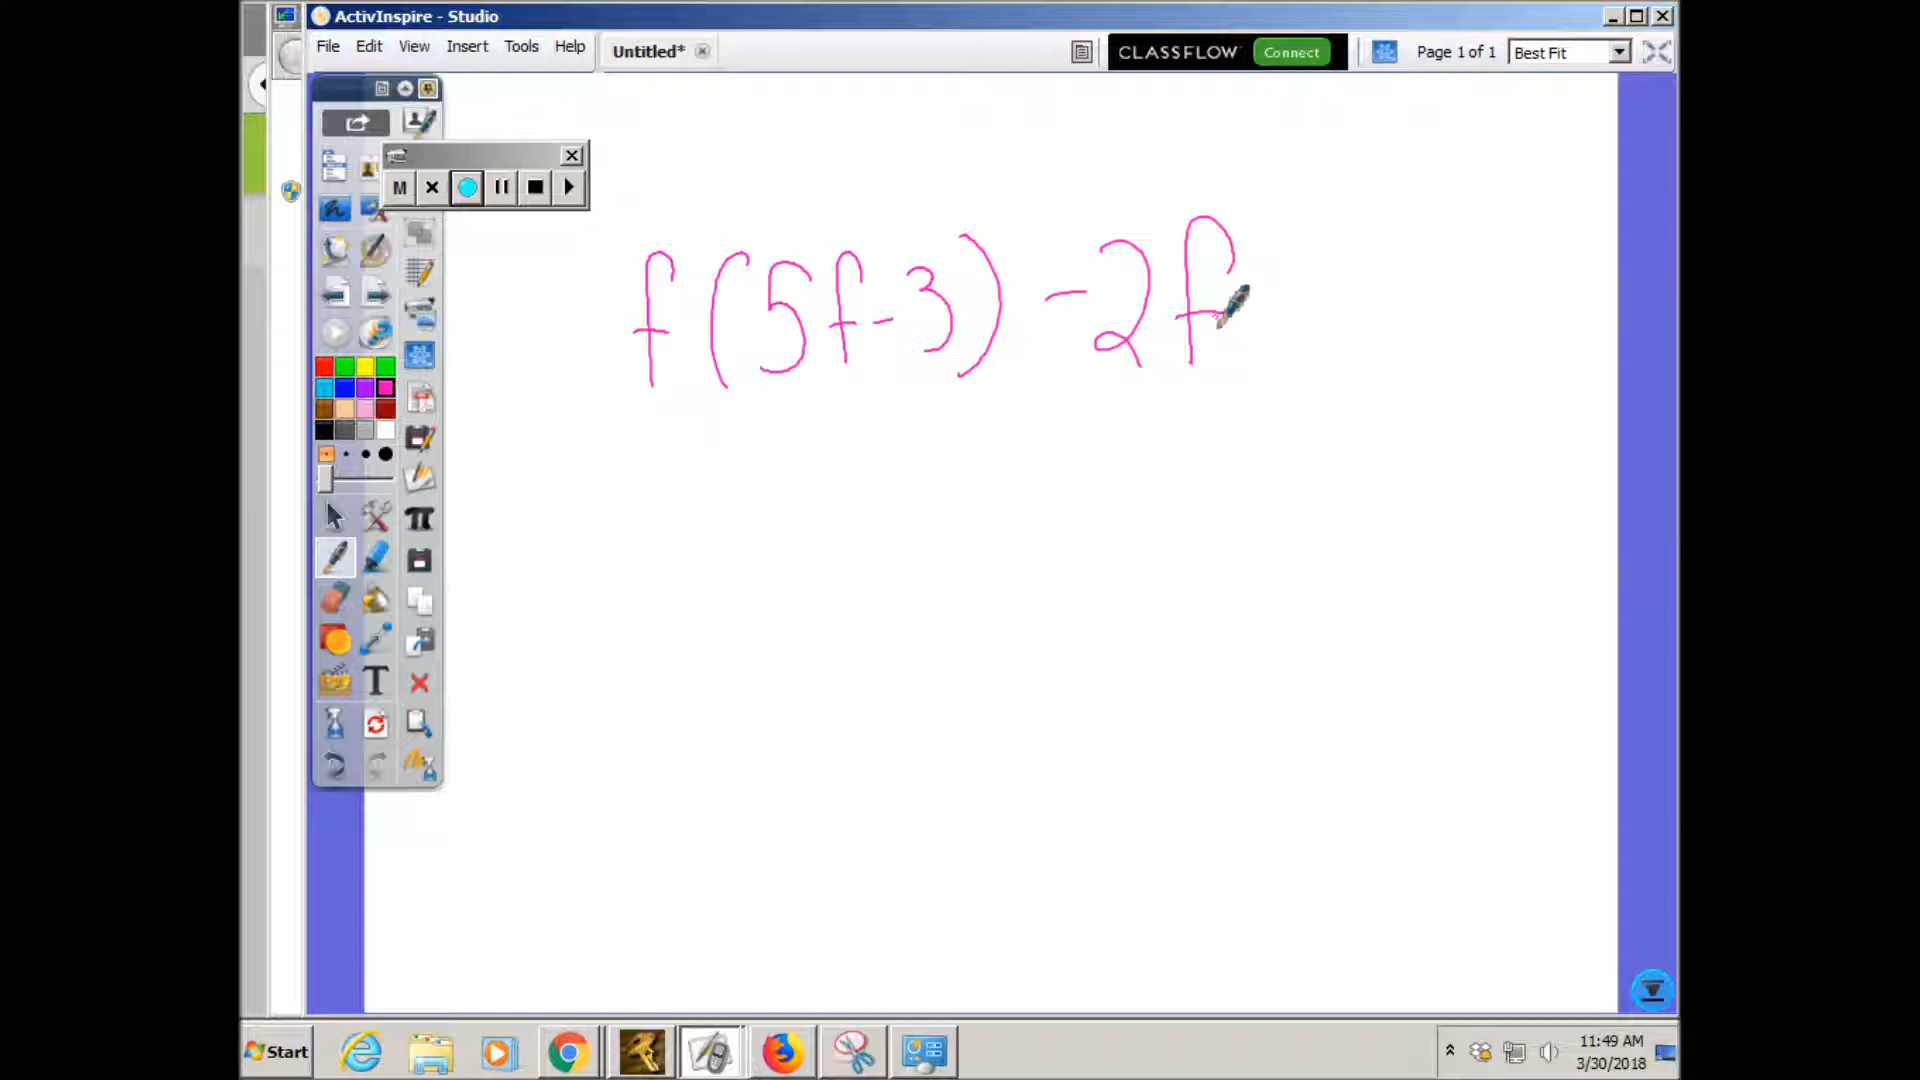 ActivInspire - Studio
File Edit View Insert Tools Help
Untitled*
CLASSFLOW Connect
Page 1 of 1 Best Fit
M
f(5f-3) -2f
T
Start
11:49 AM
3/30/2018